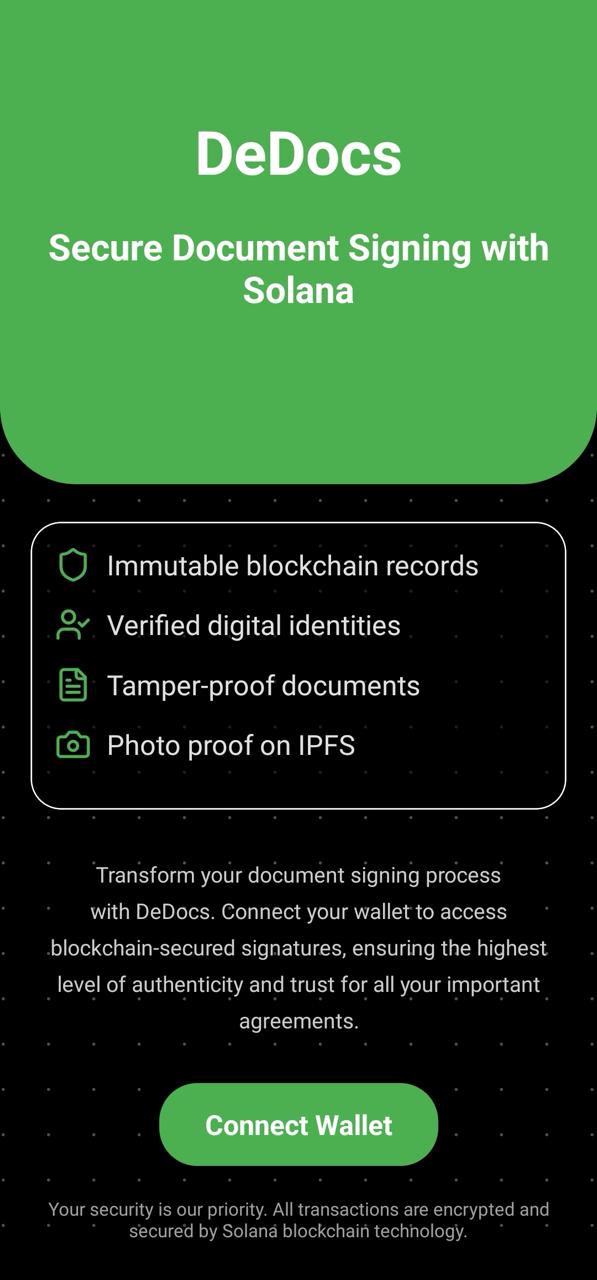 DeDocs
Secure Document Signing with
Solana
Immutable blockchain records
Verified digital identities
Tamper-proof documents
Photo proof on IPFS
Transform your document signing process
with DeDocs. Connect your wallet to access
blockchain-secured signatures, ensuring the highest
level of authenticity and trust for all your important
agreements.
Connect Wallet
Your security is our priority. All transactions are encrypted and
secured by Solana blockchain technology.